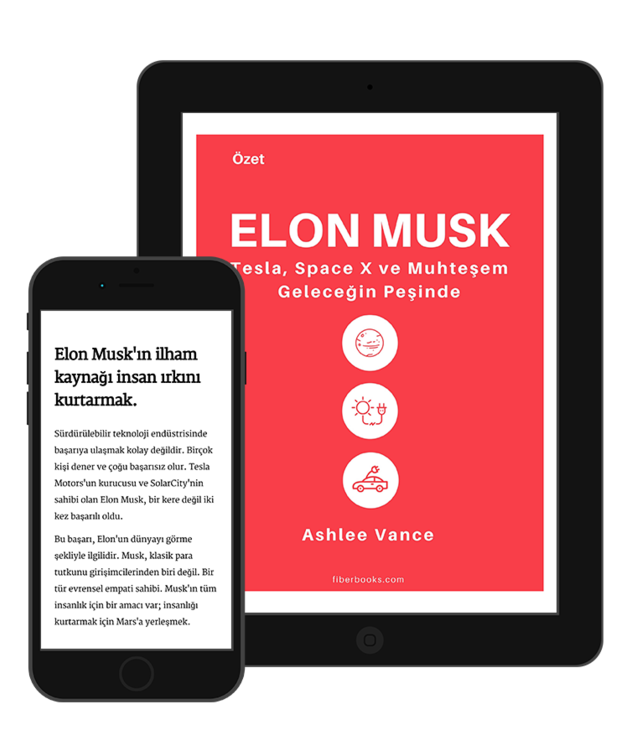 Özet
ELON MUSK
Tesla, Space X ve Muhteşem
Geleceğin Peşinde
Ashlee Vance
fiberbooks.com
Elon Musk'ın ilham
kaynağı insan ırkını
kurtarmak.
Sürdürülebilir teknoloji endüstrisinde
başarıya ulaşmak kolay değildir. Birçok
kişi dener ve çoğu başarısız olur. Tesla
Motors'un kurucusu ve SolarCity'nin
sahibi olan Elon Musk, bir kere değil iki
kez başarılı oldu.
Bu başarı, Elon'un dünyayı görme
şekliyle ilgilidir. Musk, klasik para
tutkunu girişimcilerinden biri değil. Bir
tür evrensel empati sahibi. Musk'ın tüm
insanlık için bir amacı var; insanlığı
kurtarmak için Mars'a yerleşmek.